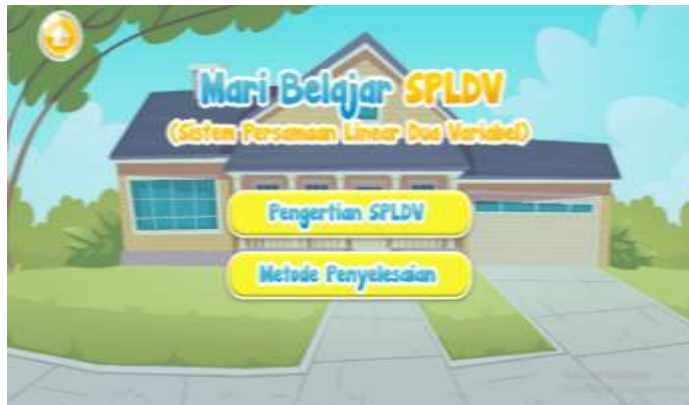 Mari Belajar SPLDV
(Sistem Persamaan Linear Dua Variabel)
Pengertian SPLDV
Metode Penyelesaian